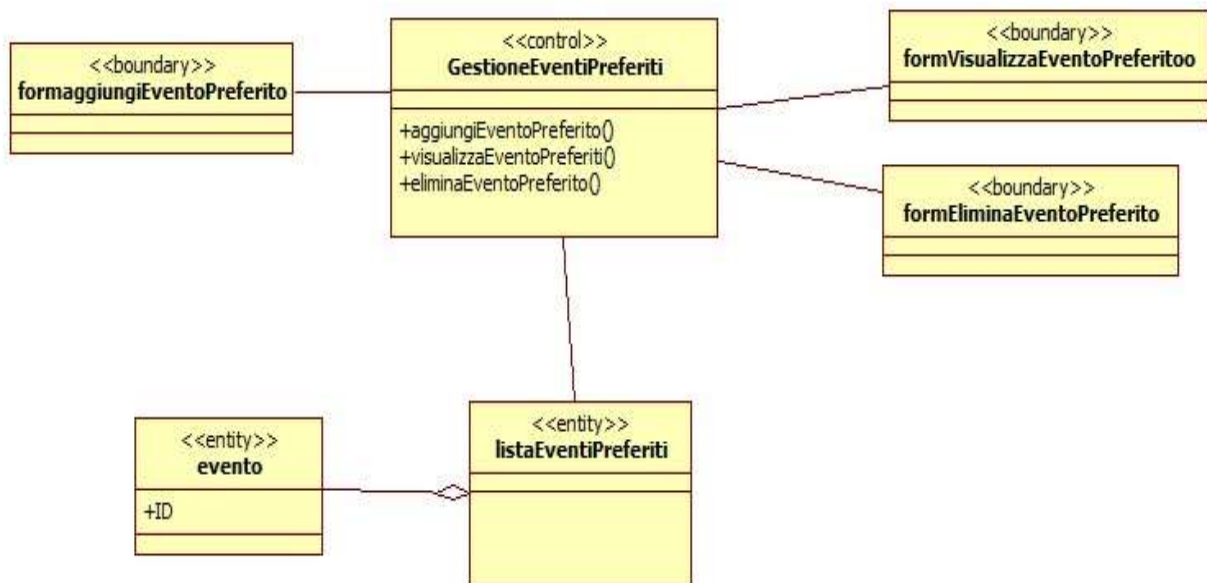 <<boundary>>
formaggiungiEventoPreferito
<<control>>
GestioneEventiPreferiti
+aggiungiEventoPreferito()
+visualizzaEventoPreferiti()
+eliminaEventoPreferito()
<<boundary>>
formVisualizzaEventoPreferitoo
<<boundary>>
formEliminaEventoPreferito
<<entity>>
evento
+ID
<<entity>>
listaEventiPreferiti